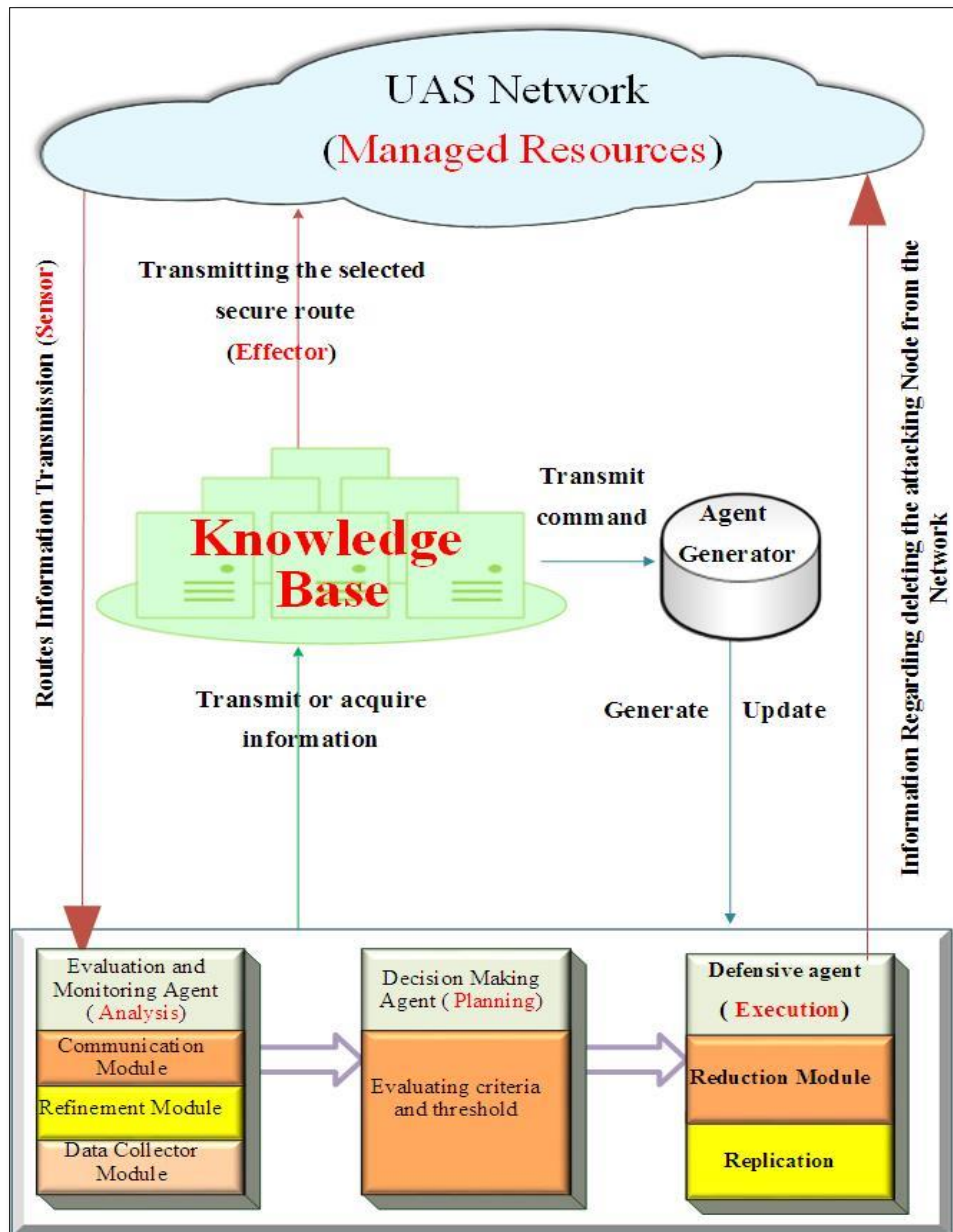 UAS Network
(Managed Resources)
Routes Information Transmission (Sensor)
Transmitting the selected
secure route
(Effector)
Information Regarding deleting the attacking Node from the
Network
Knowledge
Base
Transmit
command
Agent
Generator
Transmit or acquire
information
Generate
Update
Evaluation and
Monitoring Agent
( Analysis)
Communication
Module
Refinement Module
Data Collector
Module
Decision Making
Agent ( Planning)
Evaluating criteria
and threshold
Defensive agent
( Execution)
Reduction Module
Replication